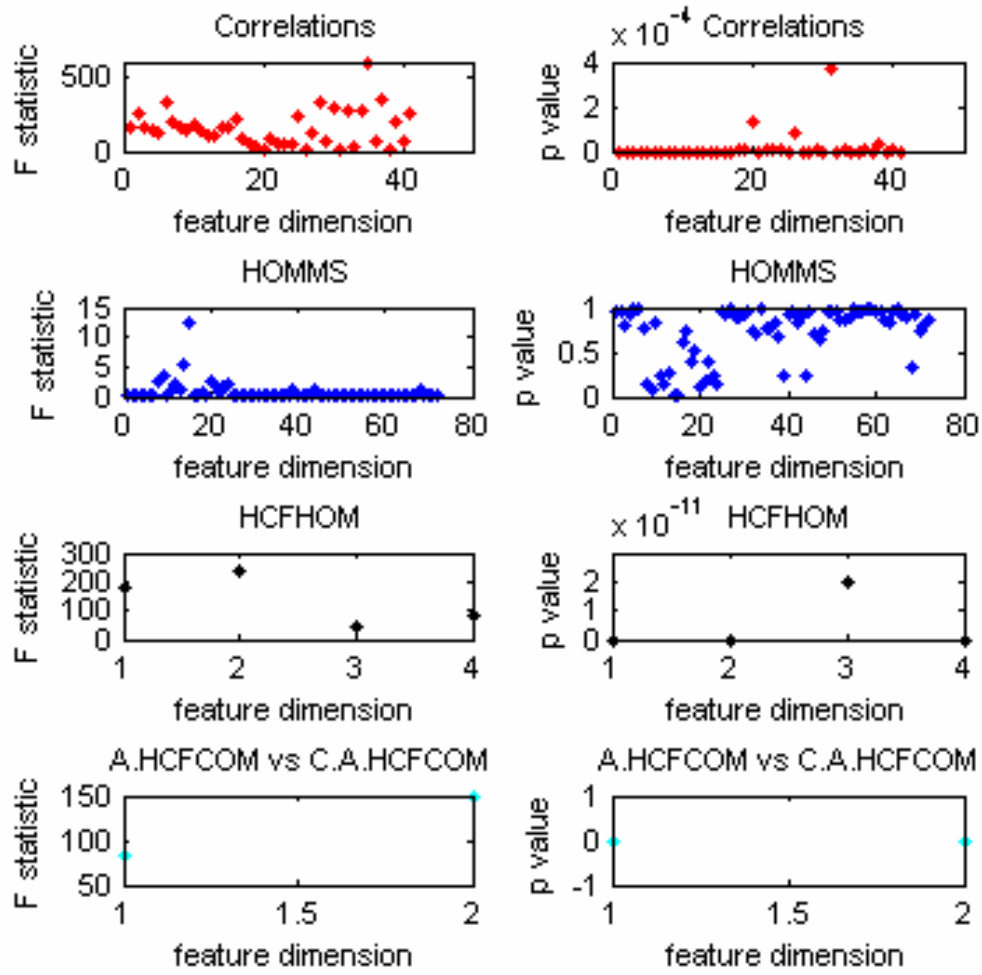 Correlations
F statistic
500
0
0 20 40
feature dimension
x 10^-4 Correlations
p value
4
2
0
0 20 40
feature dimension
HOMMS
F statistic
15
10
5
0
0 20 40 60 80
feature dimension
HOMMS
p value
1
0.5
0
0 20 40 60 80
feature dimension
HCFHOM
F statistic
300
200
100
0
1 2 3 4
feature dimension
x 10^-11 HCFHOM
p value
2
1
0
1 2 3 4
feature dimension
A.HCFCOM vs C.A.HCFCOM
F statistic
150
100
50
1 1.5 2
feature dimension
A.HCFCOM vs C.A.HCFCOM
p value
1
0
-1
1 1.5 2
feature dimension